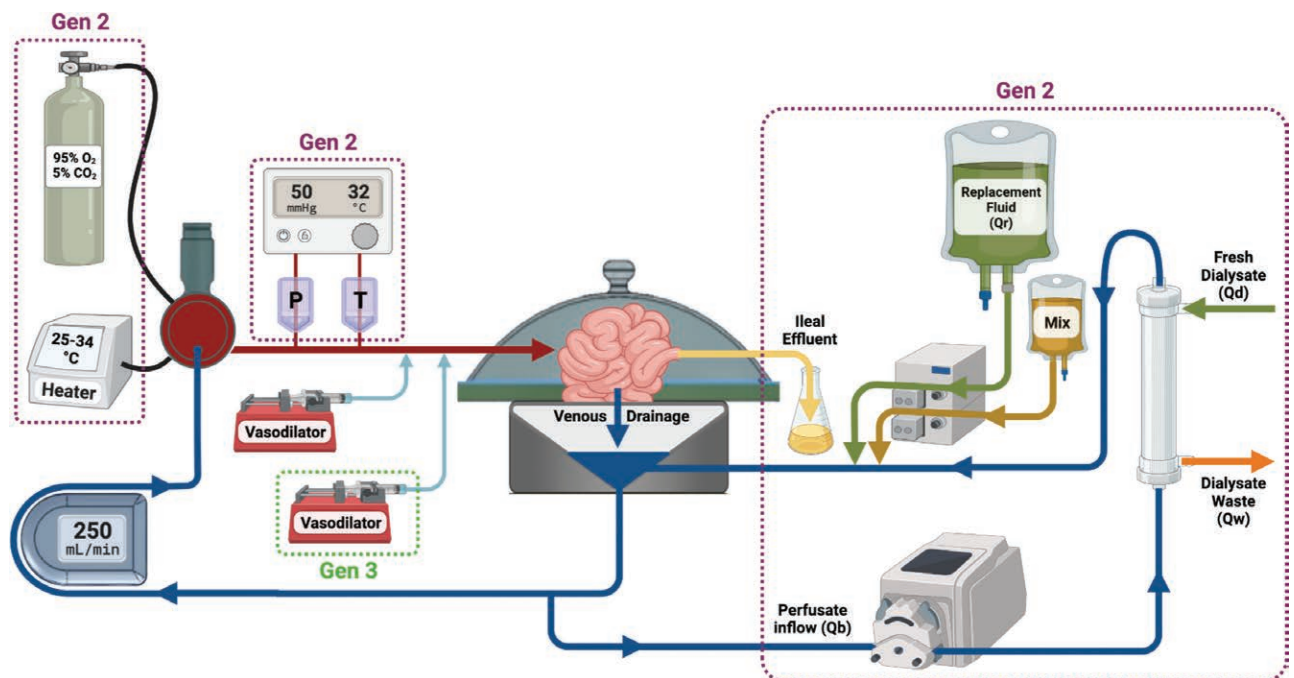 Gen 2
95% O₂
5% CO₂
25-34
°C
Heater
Gen 2
50
mmHg
32
°C
P
T
Vasodilator
Vasodilator
Gen 3
250
mL/min
Venous Drainage
Ileal
Effluent
Gen 2
Replacement
Fluid
(Qr)
Mix
Fresh
Dialysate
(Qd)
Dialysate
Waste
(Qw)
Perfusate
inflow (Qb)